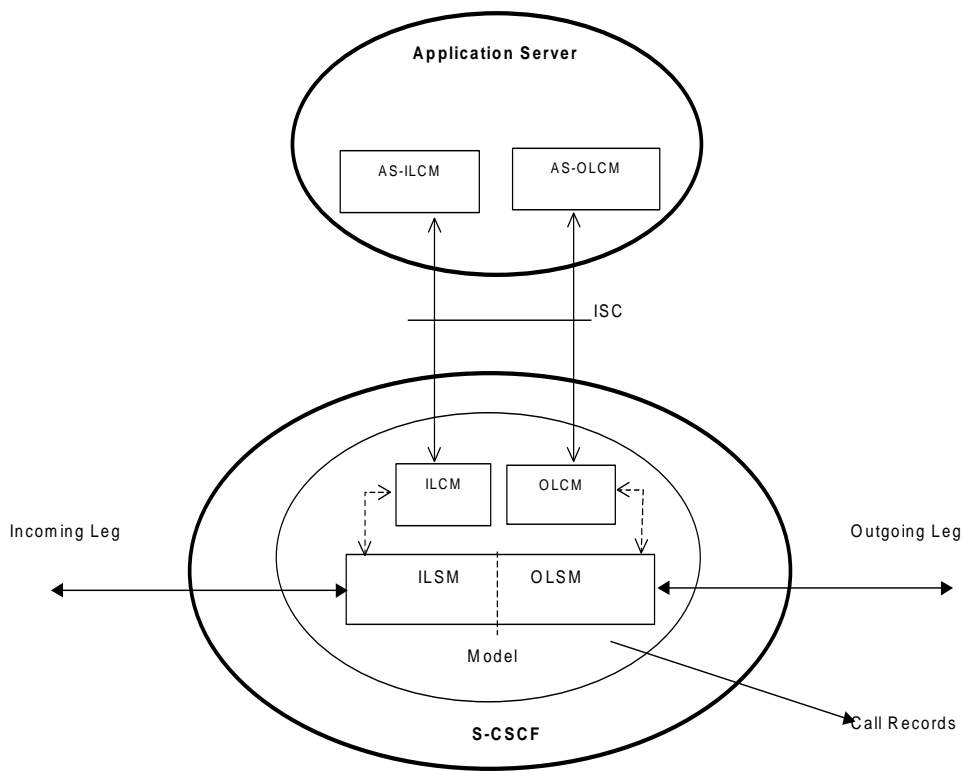 Application Server
AS-ILCM
AS-OLCM
ISC
ILCM
OLCM
Incoming Leg
Outgoing Leg
ILSM
OLSM
Model
Call Records
S-CSCF